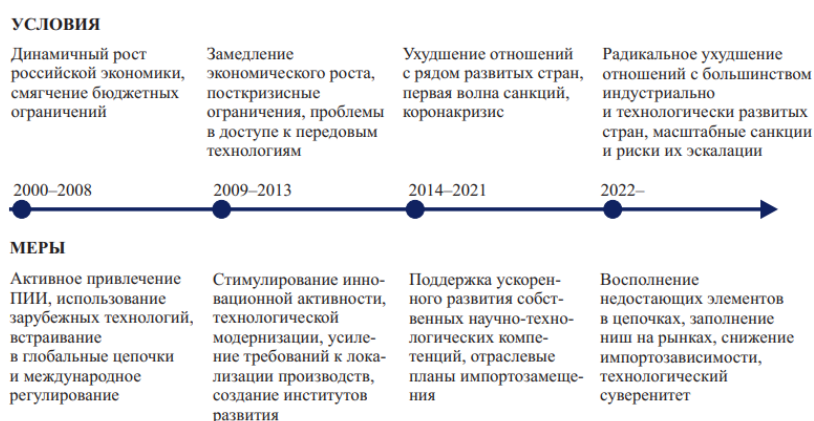 УСЛОВИЯ
Динамичный рост
российской экономики,
смягчение бюджетных
ограничений
Замедление
экономического роста,
посткризисные
ограничения, проблемы
в доступе к передовым
технологиям
Ухудшение отношений
с рядом развитых стран,
первая волна санкций,
коронакризис
Радикальное ухудшение
отношений с большинством
индустриально
и технологически развитых
стран, масштабные санкции
и риски их эскалации
2000–2008
2009–2013
2014–2021
2022–
МЕРЫ
Активное привлечение
ПИИ, использование
зарубежных технологий,
встраивание
в глобальные цепочки
и международное
регулирование
Стимулирование инно-
вационной активности,
технологической
модернизации, усиле-
ние требований к лока-
лизации производств,
создание институтов
развития
Поддержка ускорен-
ного развития собст-
венных научно-техно-
логических компе-
тенций, отраслевые
планы импортозамеще-
ния
Восполнение
недостающих элементов
в цепочках, заполнение
ниш на рынках, снижение
импортозависимости,
технологический
суверенитет